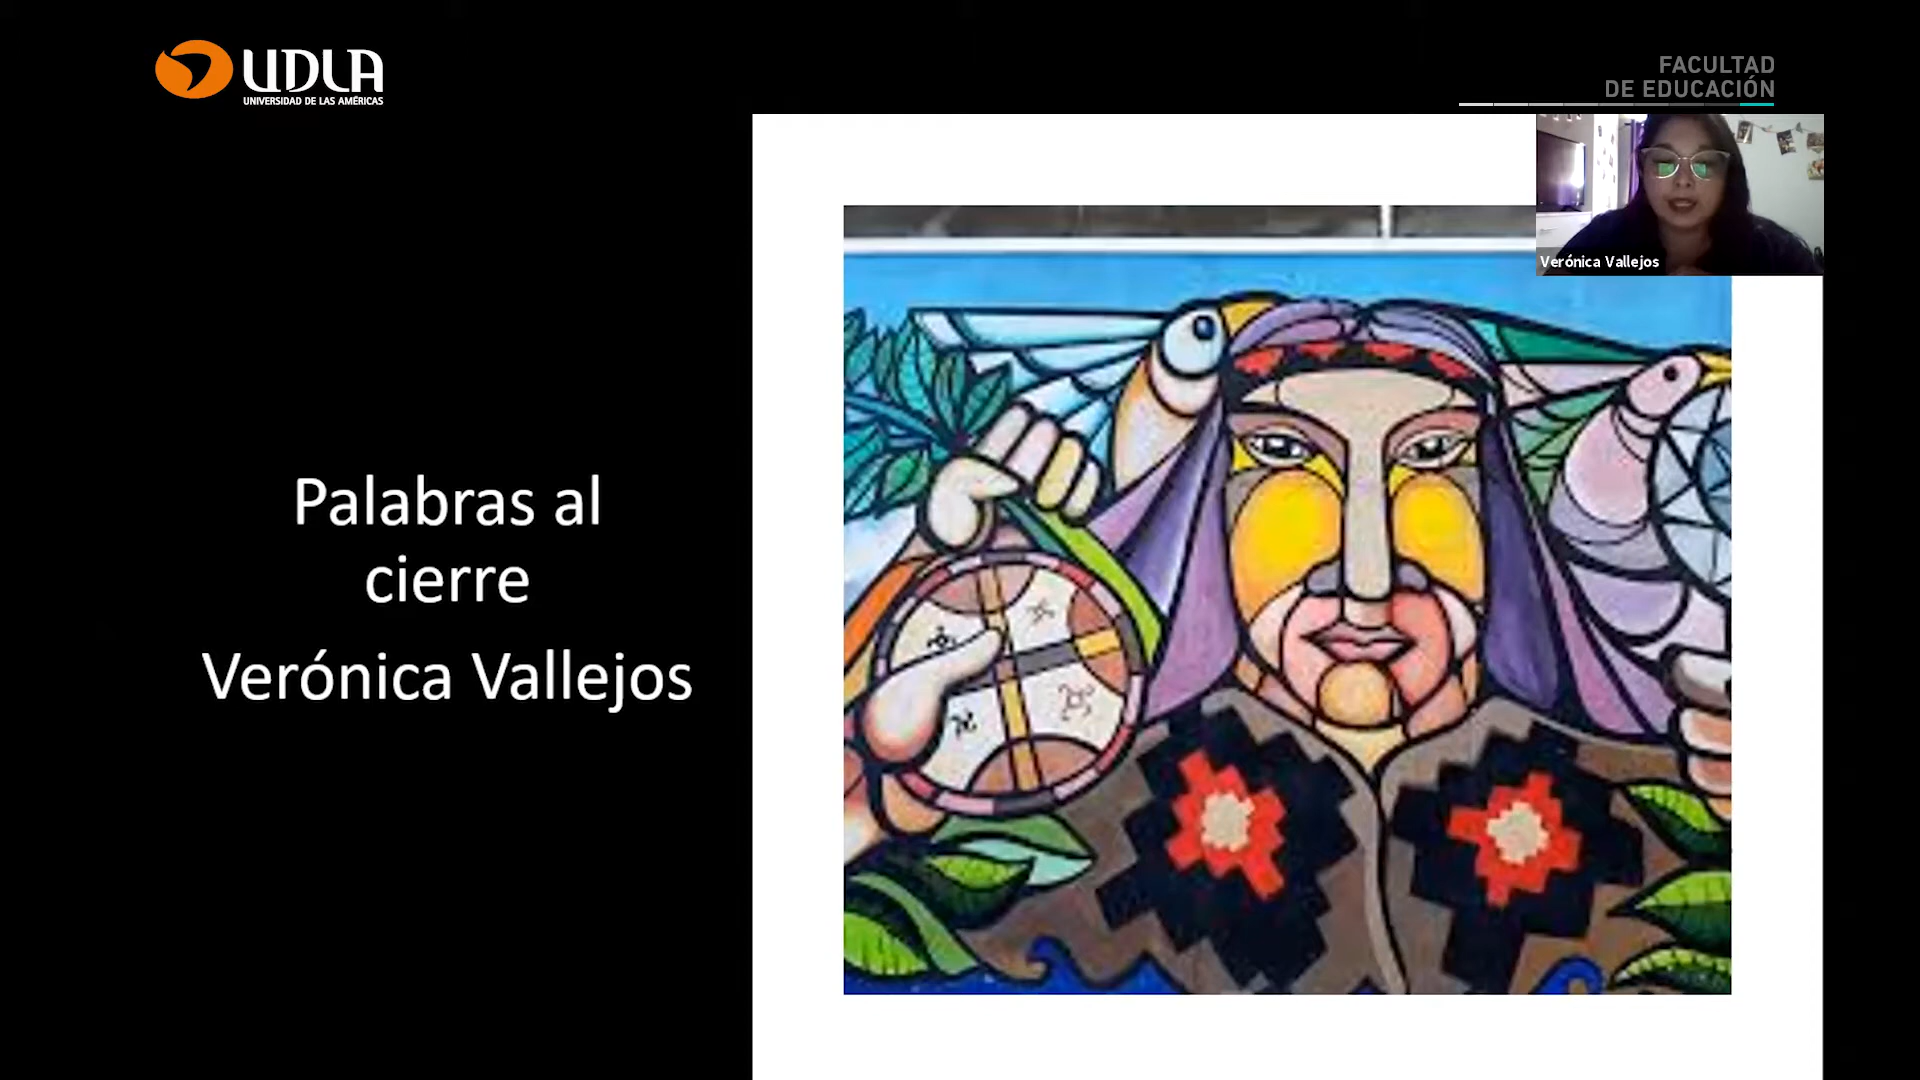 UDLA
UNIVERSIDAD DE LAS AMÉRICAS
FACULTAD
DE EDUCACIÓN
Verónica Vallejos
Palabras al
cierre
Verónica Vallejos